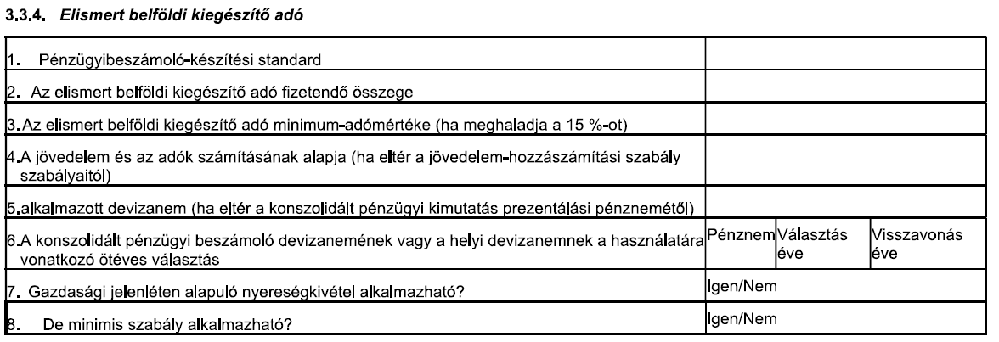 3.3.4. Elismert belföldi kiegészítő adó
1. Pénzügyibeszámoló-készítési standard
2. Az elismert belföldi kiegészítő adó fizetendő összege
3.Az elismert belföldi kiegészítő adó minimum-adómértéke (ha meghaladja a 15 %-ot)
4.A jövedelem és az adók számításának alapja (ha eltér a jövedelem-hozzászámítási szabály
szabályaitól)
5.alkalmazott devizanem (ha eltér a konszolidált pénzügyi kimutatás prezentálási pénznemétől)
6.A konszolidált pénzügyi beszámoló devizanemének vagy a helyi devizanemnek a használatára
vonatkozó ötéves választás
Pénznem
Választás
éve
Visszavonás
éve
7. Gazdasági jelenléten alapuló nyereségkivétel alkalmazható?
Igen/Nem
8. De minimis szabály alkalmazható?
Igen/Nem